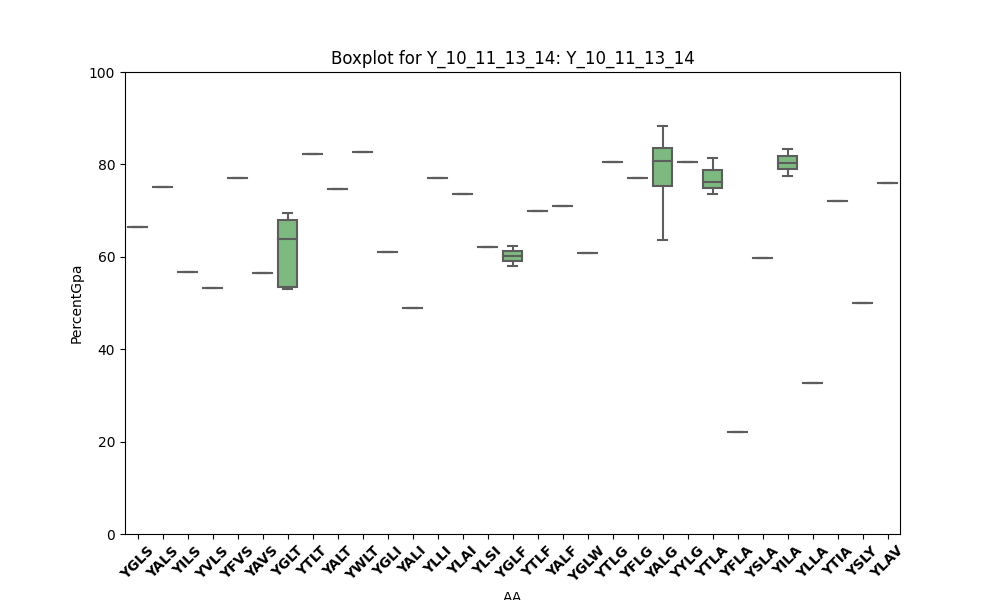 Boxplot for Y_10_11_13_14: Y_10_11_13_14
100
80
60
40
20
0
PercentGpa
YGLS
YALS
YILS
YVLS
YFVS
YAVS
YGLT
YTLT
YALT
YWLT
YGLI
YALI
YLLI
YLAI
YLSI
YGLF
YTLF
YALF
YGLW
YTLG
YFLG
YALG
YYLG
YTLA
YFLA
YSLA
YILA
YLLA
YTIA
YSLY
YLAV
AA